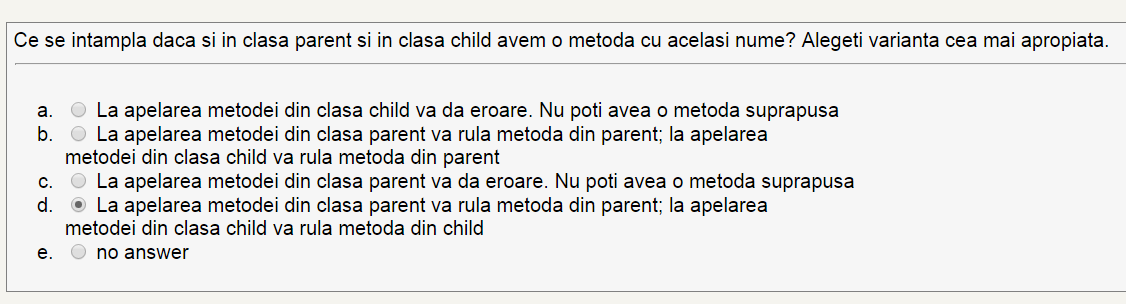 Ce se intampla daca si in clasa parent si in clasa child avem o metoda cu acelasi nume? Alegeti varianta cea mai apropiata.
a. La apelarea metodei din clasa child va da eroare. Nu poti avea o metoda suprapusa
b. La apelarea metodei din clasa parent va rula metoda din parent; la apelarea
metodei din clasa child va rula metoda din parent
c. La apelarea metodei din clasa parent va da eroare. Nu poti avea o metoda suprapusa
d. La apelarea metodei din clasa parent va rula metoda din parent; la apelarea
metodei din clasa child va rula metoda din child
e. no answer